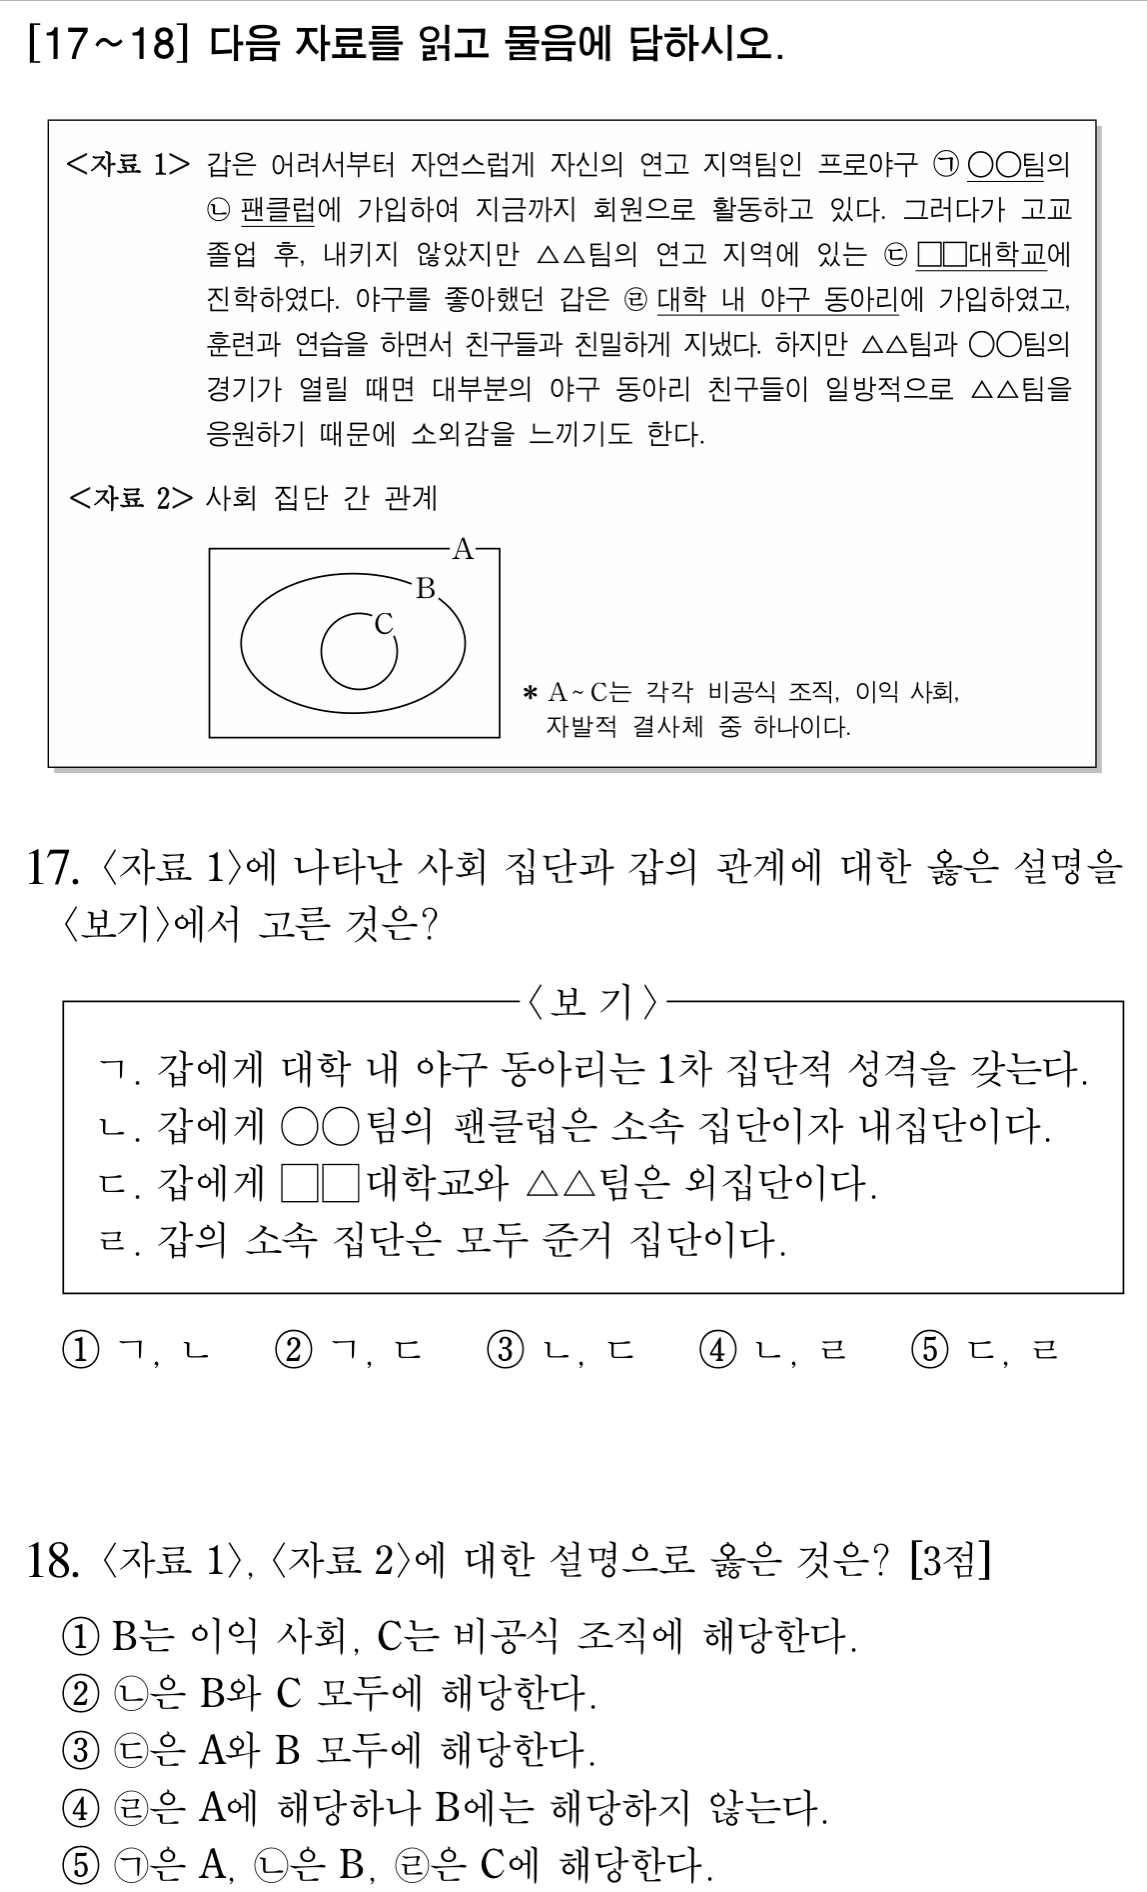 [17～18] 다음 자료를 읽고 물음에 답하시오.
<자료 1> 갑은 어려서부터 자연스럽게 자신의 연고 지역팀인 프로야구 ㉠ ○○팀의
㉡ 팬클럽에 가입하여 지금까지 회원으로 활동하고 있다. 그러다가 고교
졸업 후, 내키지 않았지만 △△팀의 연고 지역에 있는 ㉢ □□대학교에
진학하였다. 야구를 좋아했던 갑은 ㉣ 대학 내 야구 동아리에 가입하였고,
훈련과 연습을 하면서 친구들과 친밀하게 지냈다. 하지만 △△팀과 ○○팀의
경기가 열릴 때면 대부분의 야구 동아리 친구들이 일방적으로 △△팀을
응원하기 때문에 소외감을 느끼기도 한다.
<자료 2> 사회 집단 간 관계
A
B
C
* A~C는 각각 비공식 조직, 이익 사회,
자발적 결사체 중 하나이다.
17. 〈자료 1〉에 나타난 사회 집단과 갑의 관계에 대한 옳은 설명을
〈보기〉에서 고른 것은?
〈보 기〉
ㄱ. 갑에게 대학 내 야구 동아리는 1차 집단적 성격을 갖는다.
ㄴ. 갑에게 ○○팀의 팬클럽은 소속 집단이자 내집단이다.
ㄷ. 갑에게 □□대학교와 △△팀은 외집단이다.
ㄹ. 갑의 소속 집단은 모두 준거 집단이다.
① ㄱ, ㄴ ② ㄱ, ㄷ ③ ㄴ, ㄷ ④ ㄴ, ㄹ ⑤ ㄷ, ㄹ
18. 〈자료 1〉, 〈자료 2〉에 대한 설명으로 옳은 것은? [3점]
① B는 이익 사회, C는 비공식 조직에 해당한다.
② ㉡은 B와 C 모두에 해당한다.
③ ㉢은 A와 B 모두에 해당한다.
④ ㉣은 A에 해당하나 B에는 해당하지 않는다.
⑤ ㉠은 A, ㉡은 B, ㉣은 C에 해당한다.